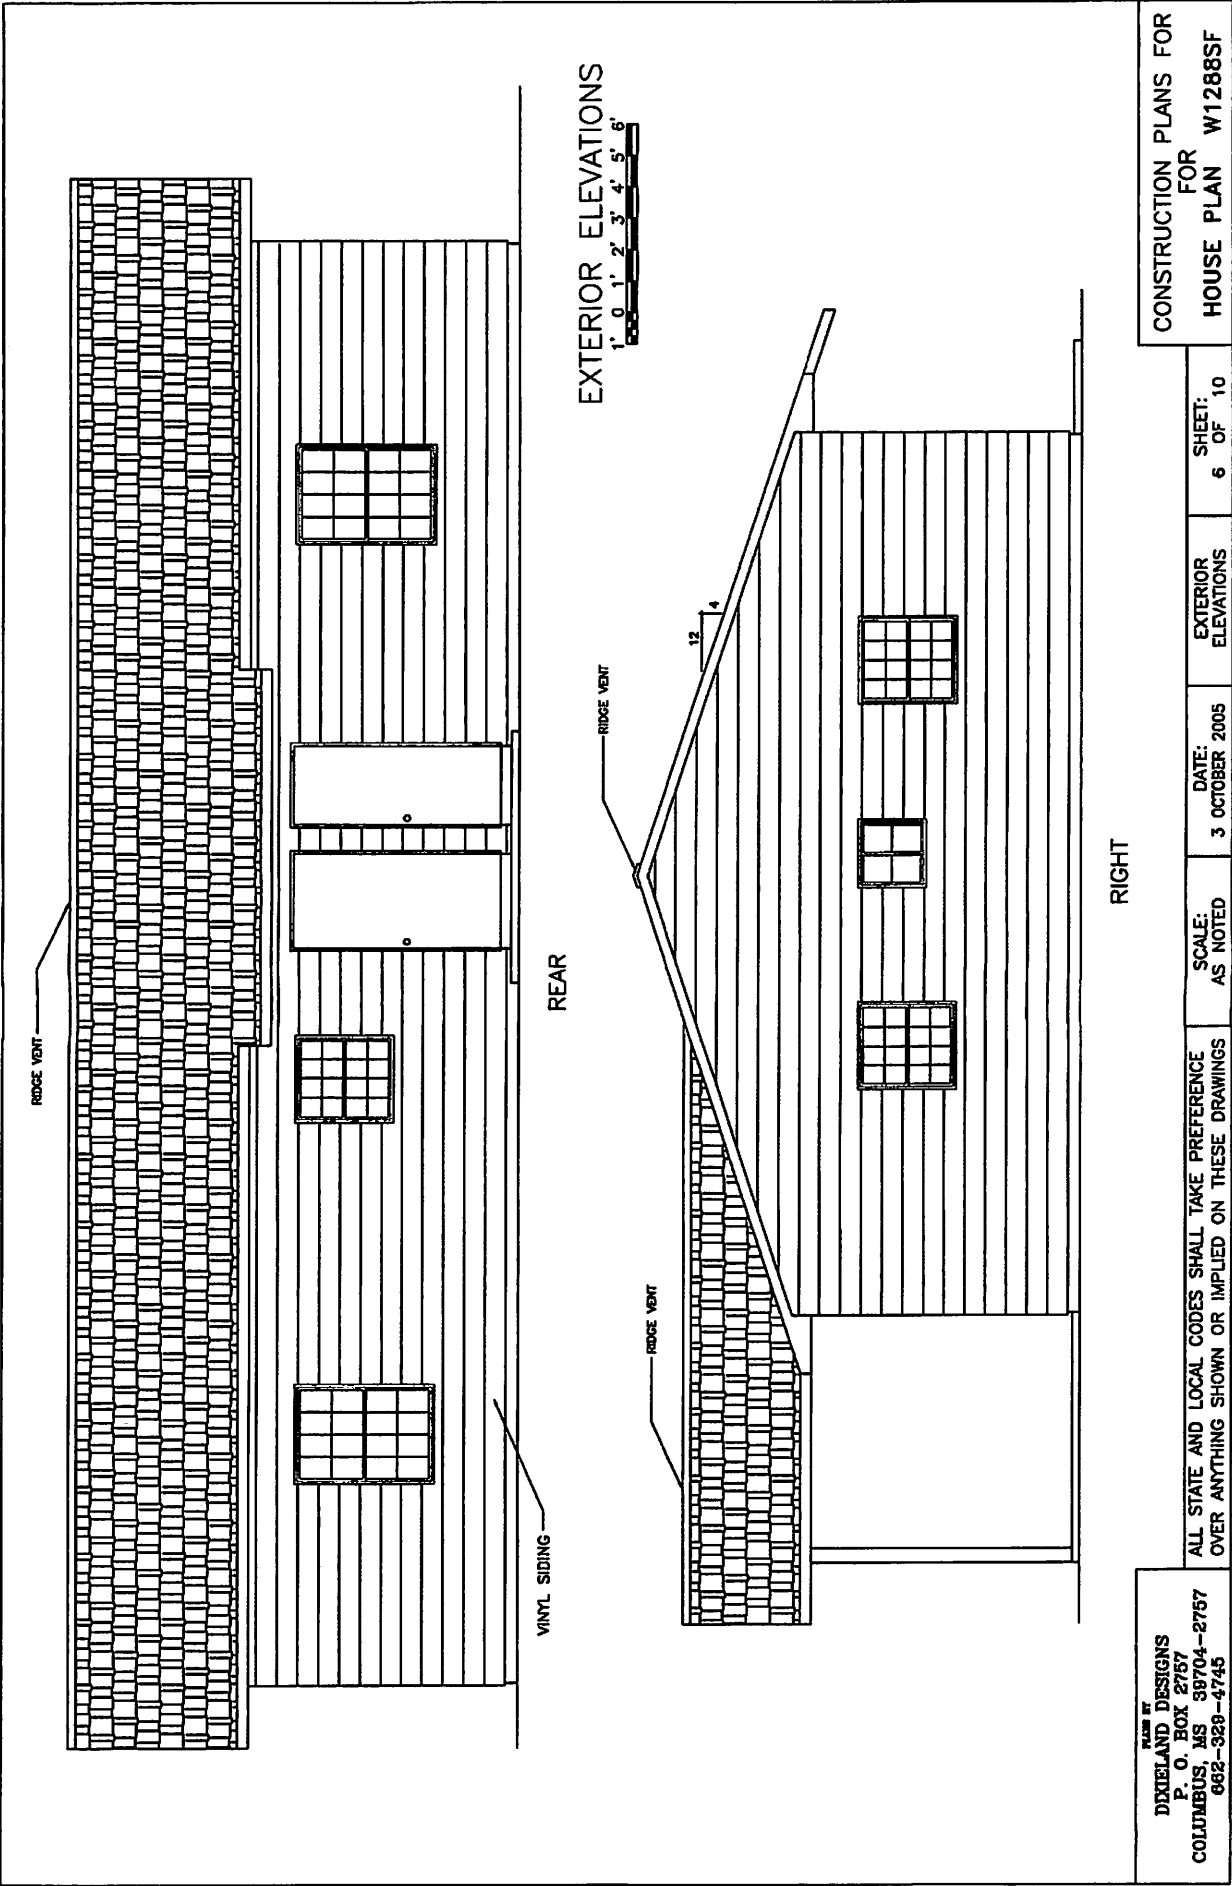 RIDGE VENT
VINYL SIDING
REAR
EXTERIOR ELEVATIONS
1' 0 1' 2' 3' 4' 5' 6'
RIDGE VENT
RIDGE VENT
12
4
RIGHT
PLANS BY
DIXIELAND DESIGNS
P. O. BOX 2757
COLUMBUS, MS 39704-2757
662-329-4745
ALL STATE AND LOCAL CODES SHALL TAKE PREFERENCE
OVER ANYTHING SHOWN OR IMPLIED ON THESE DRAWINGS
SCALE:
AS NOTED
DATE:
3 OCTOBER 2005
EXTERIOR
ELEVATIONS
SHEET:
6 OF 10
CONSTRUCTION PLANS FOR
FOR
HOUSE PLAN W1288SF